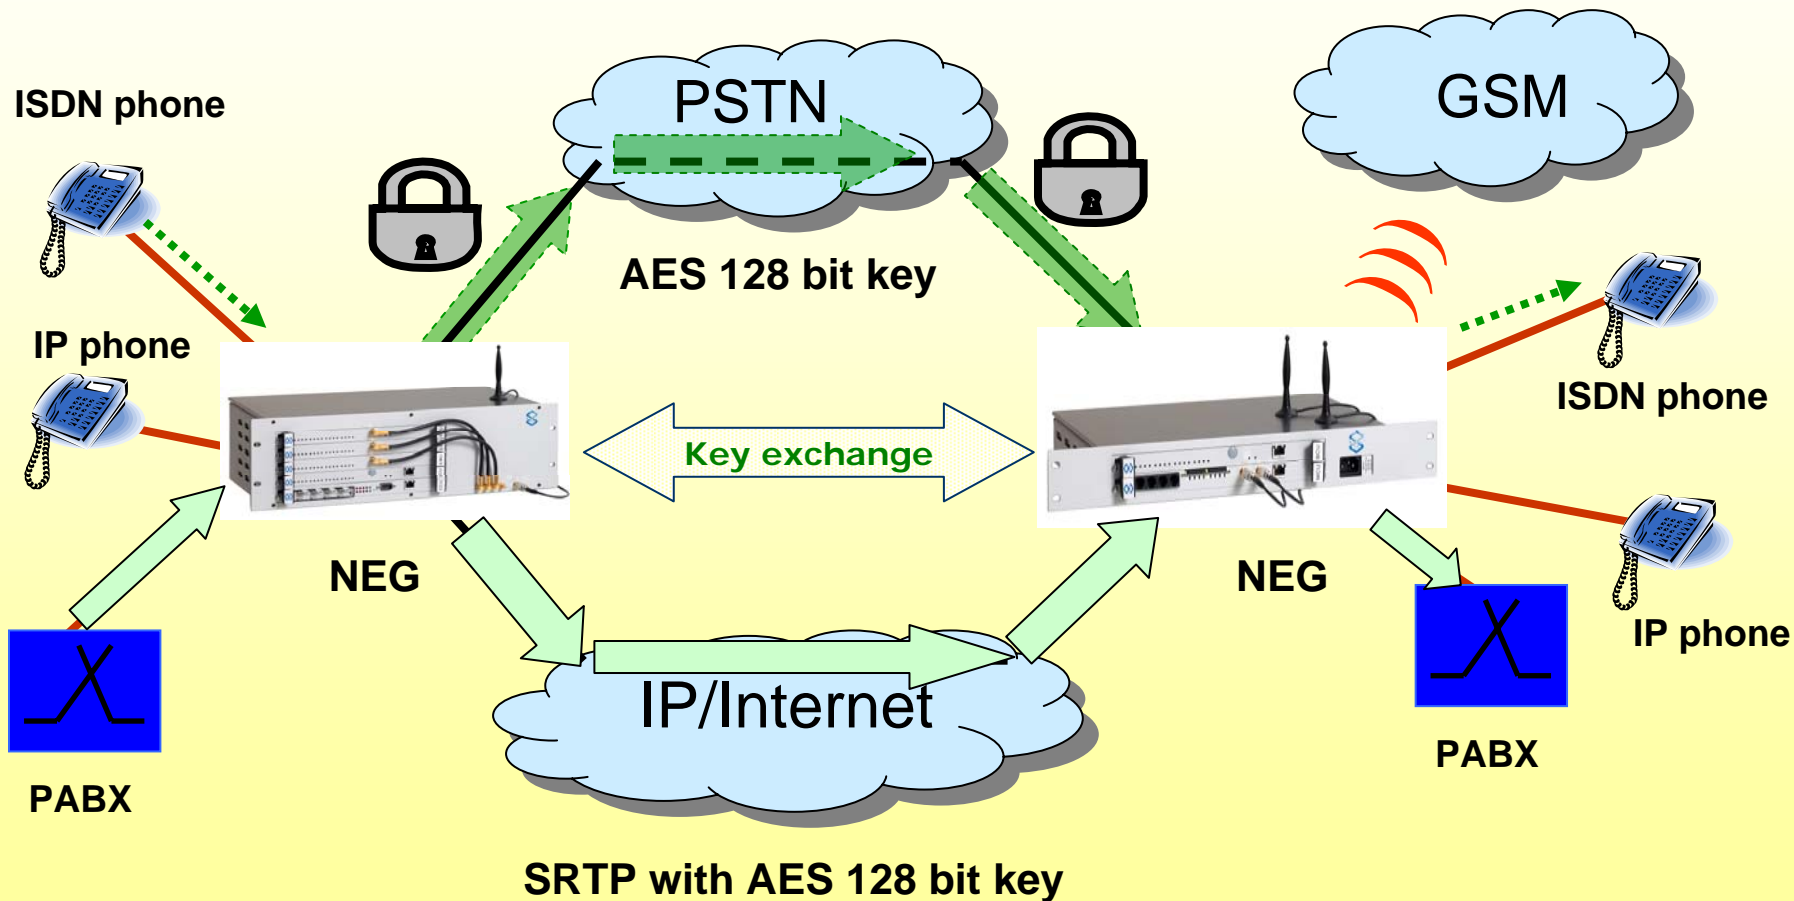 PSTN
GSM
ISDN phone
AES 128 bit key
IP phone
ISDN phone
Key exchange
NEG
NEG
IP phone
IP/Internet
PABX
PABX
SRTP with AES 128 bit key